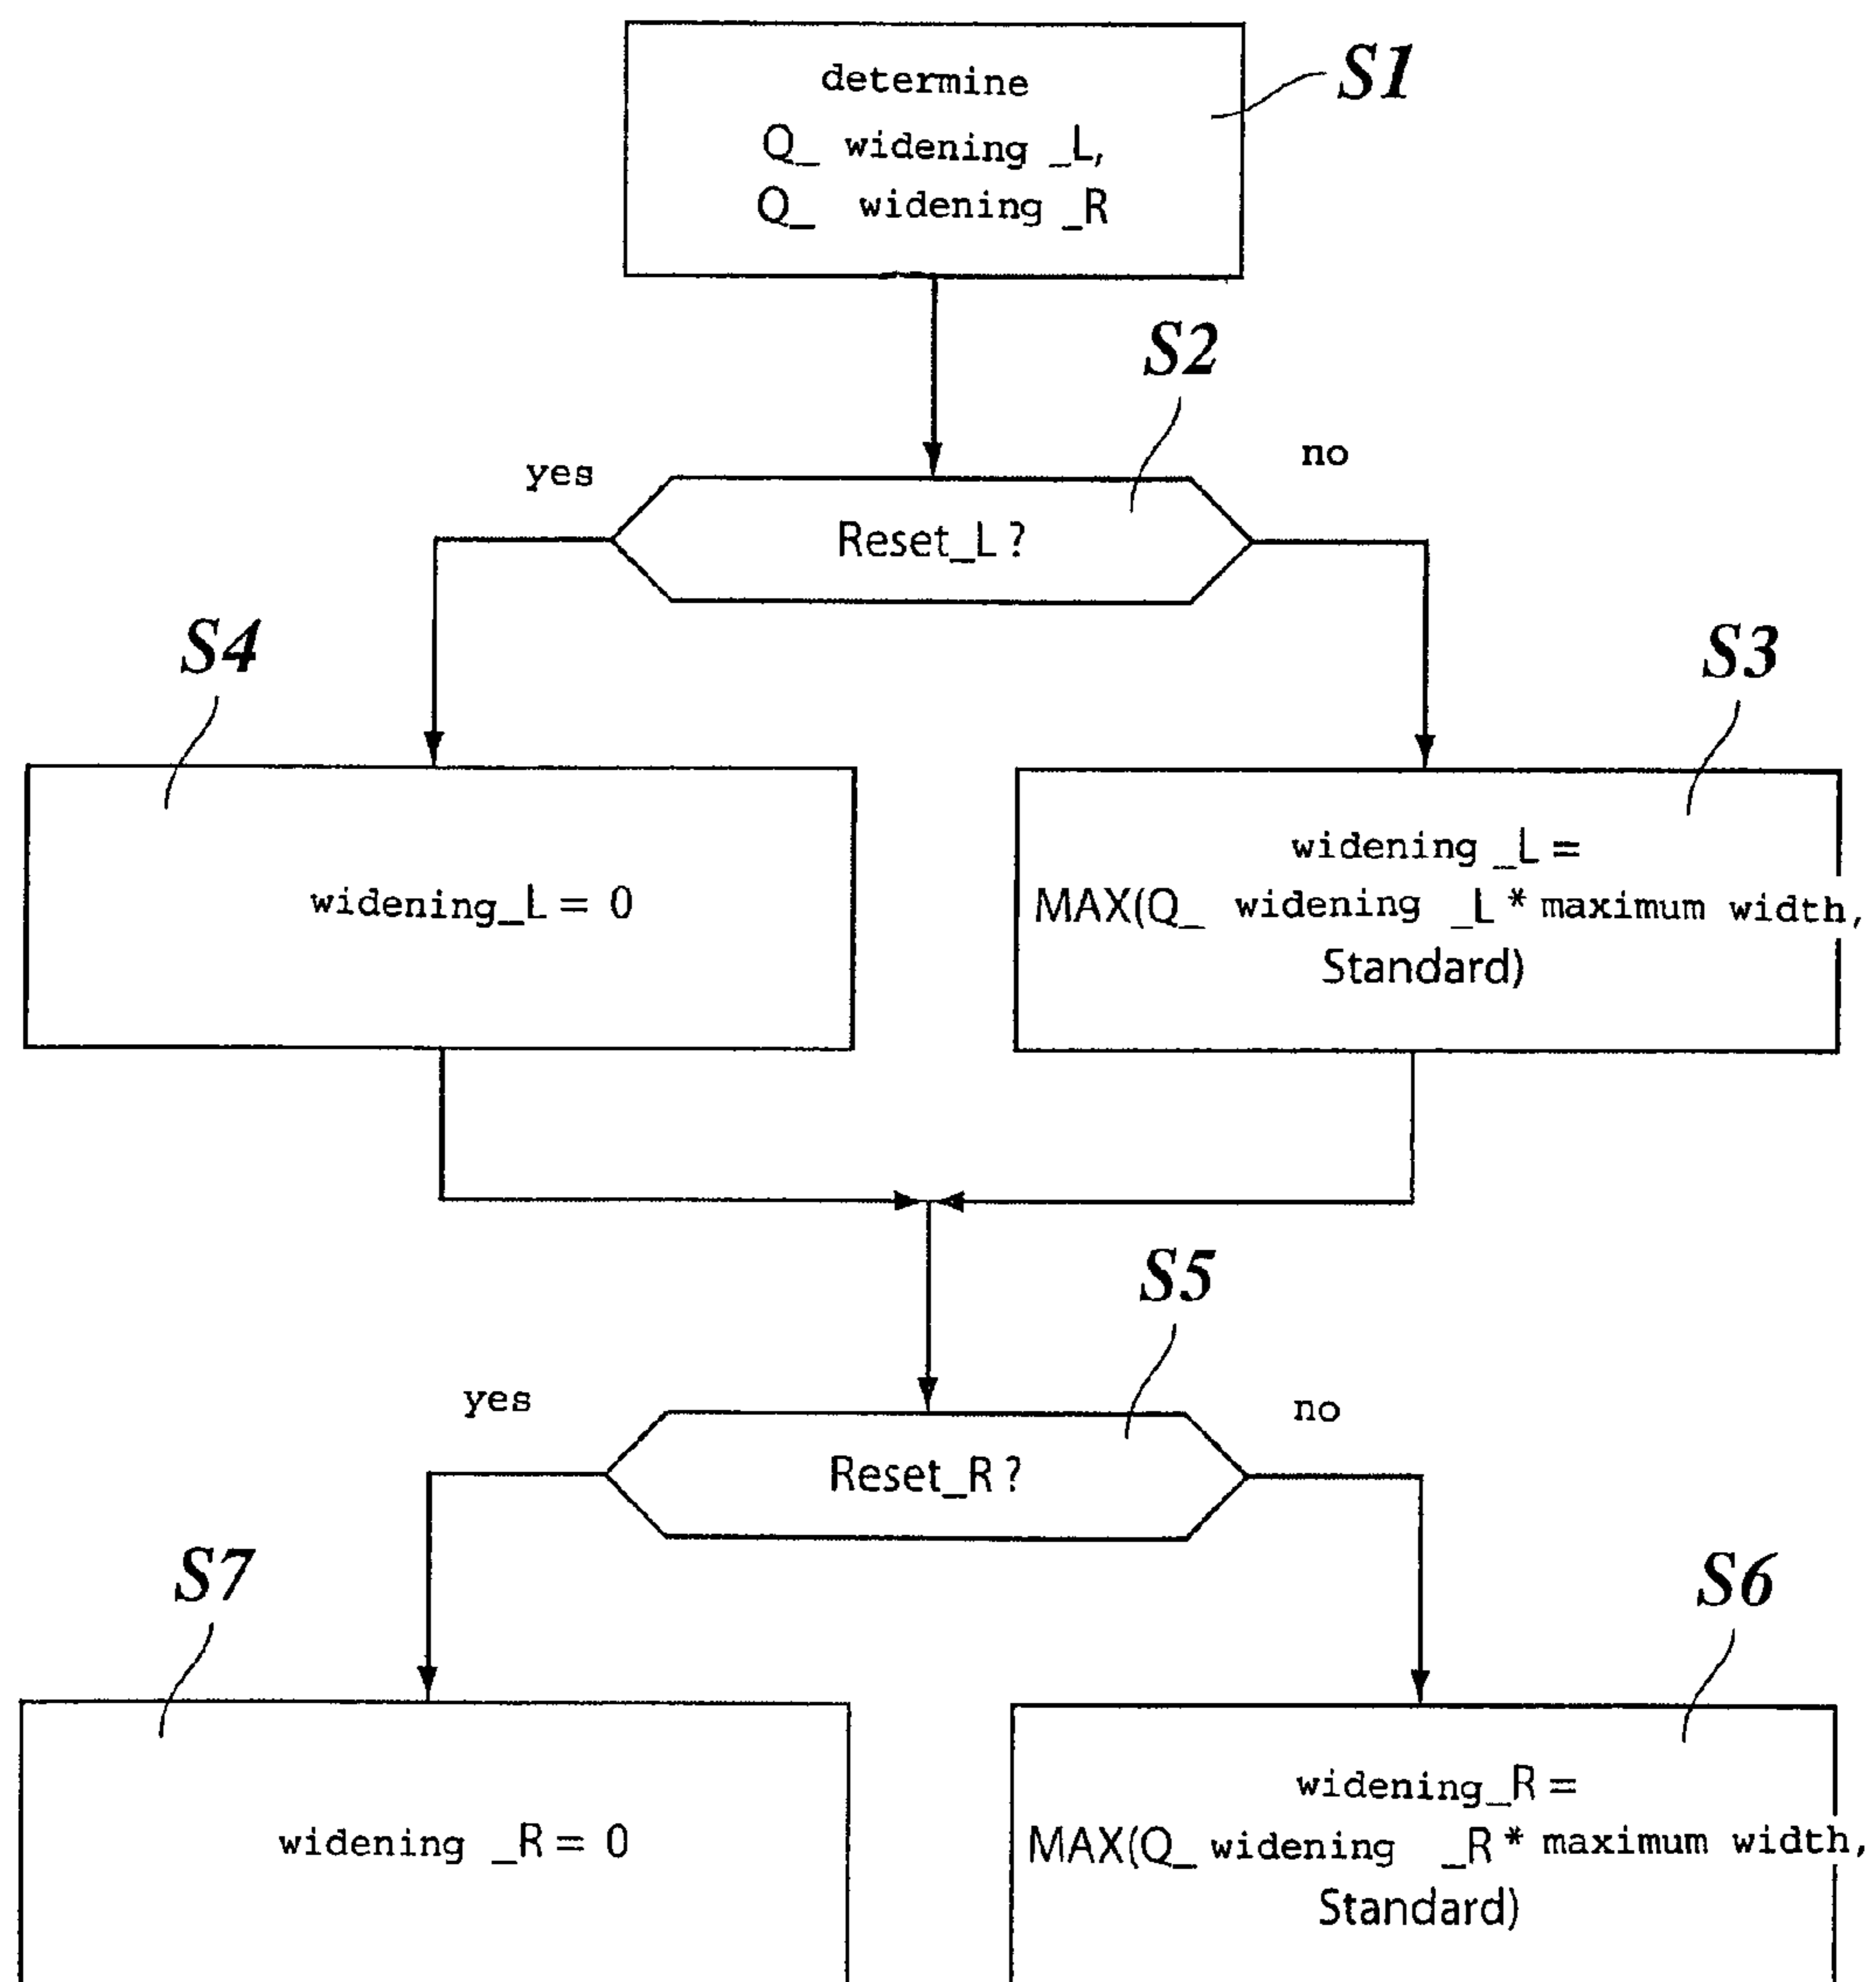 S1
determine
Q_ widening _L,
Q_ widening _R
S2
yes
no
Reset_L ?
S4
S3
widening_L = 0
widening _L =
MAX(Q_ widening _L * maximum width,
Standard)
S5
yes
no
Reset_R ?
S7
S6
widening _R = 0
widening_R =
MAX(Q_ widening _R * maximum width,
Standard)